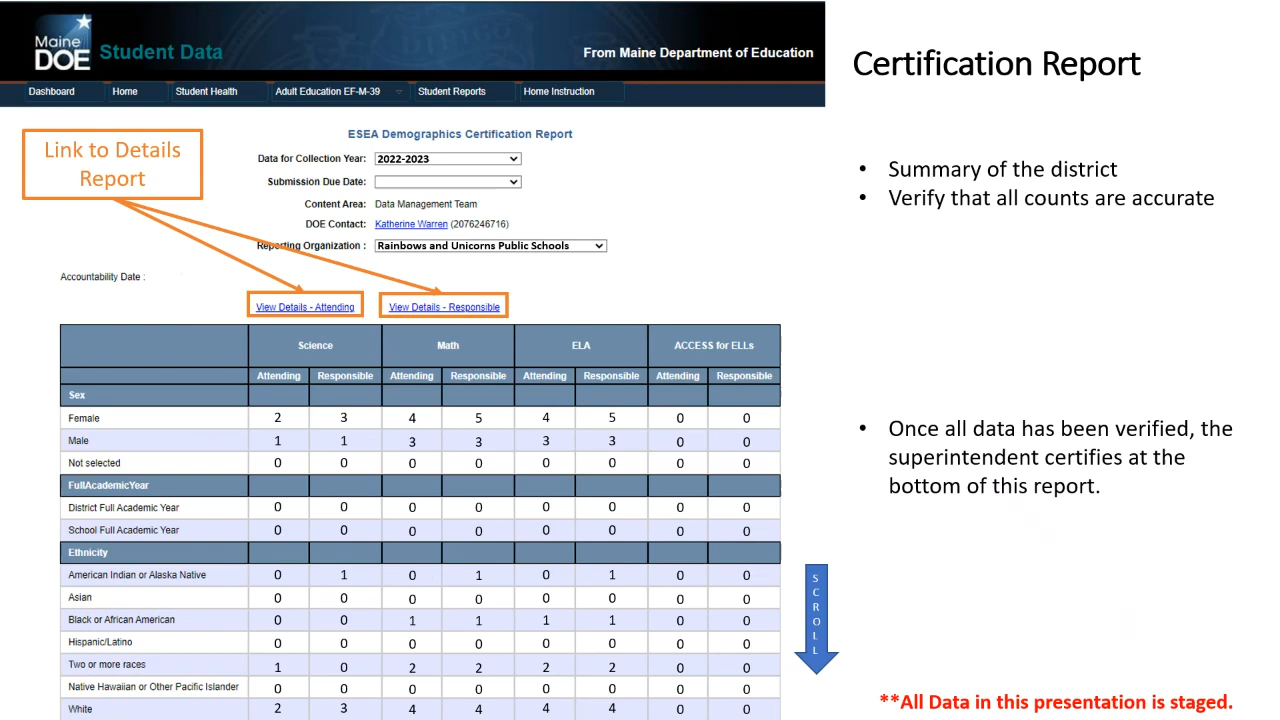 Maine
DOE
Student Data
From Maine Department of Education
Dashboard Home Student Health Adult Education EF-M-39 Student Reports Home Instruction
Certification Report
Link to Details
Report
ESEA Demographics Certification Report
Data for Collection Year: 2022-2023
Submission Due Date:
Content Area: Data Management Team
DOE Contact: Katherine Warren (2076246716)
Reporting Organization : Rainbows and Unicorns Public Schools
Accountability Date :
View Details - Attending View Details - Responsible
Science Math ELA ACCESS for ELLs
Attending Responsible Attending Responsible Attending Responsible Attending Responsible
Sex
Female 2 3 4 5 4 5 0 0
Male 1 1 3 3 3 3 0 0
Not selected 0 0 0 0 0 0 0 0
FullAcademicYear
District Full Academic Year 0 0 0 0 0 0 0 0
School Full Academic Year 0 0 0 0 0 0 0 0
Ethnicity
American Indian or Alaska Native 0 1 0 1 0 1 0 0
Asian 0 0 0 0 0 0 0 0
Black or African American 0 0 1 1 1 1 0 0
Hispanic/Latino 0 0 0 0 0 0 0 0
Two or more races 1 0 2 2 2 2 0 0
Native Hawaiian or Other Pacific Islander 0 0 0 0 0 0 0 0
White 2 3 4 4 4 4 0 0
• Summary of the district
• Verify that all counts are accurate
• Once all data has been verified, the
superintendent certifies at the
bottom of this report.
SCROLL
**All Data in this presentation is staged.